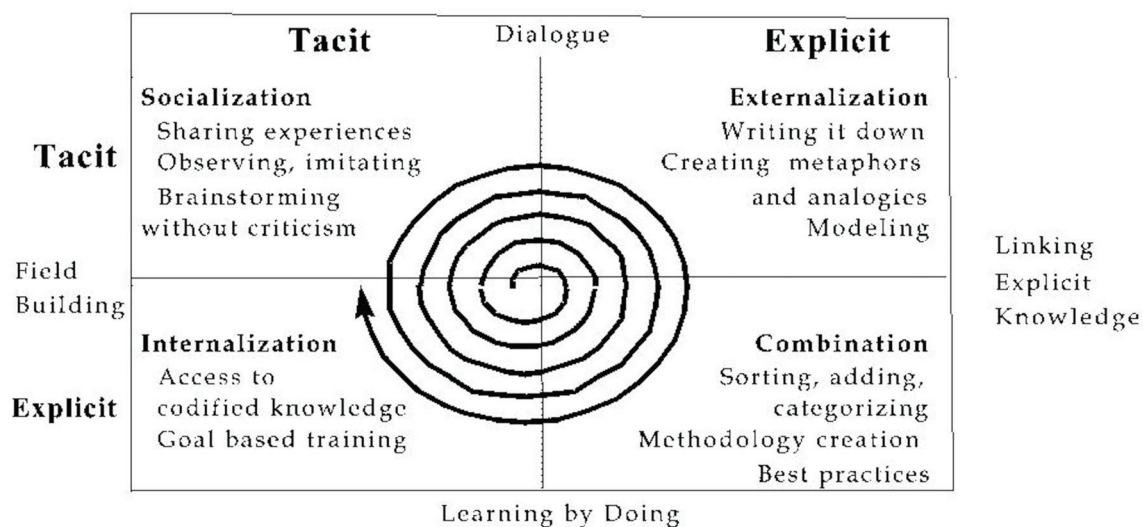 Tacit
Dialogue
Explicit
Socialization
Sharing experiences
Observing, imitating
Brainstorming
without criticism
Externalization
Writing it down
Creating metaphors
and analogies
Modeling
Tacit
Field
Building
Linking
Explicit
Knowledge
Internalization
Access to
codified knowledge
Goal based training
Combination
Sorting, adding,
categorizing
Methodology creation
Best practices
Explicit
Learning by Doing